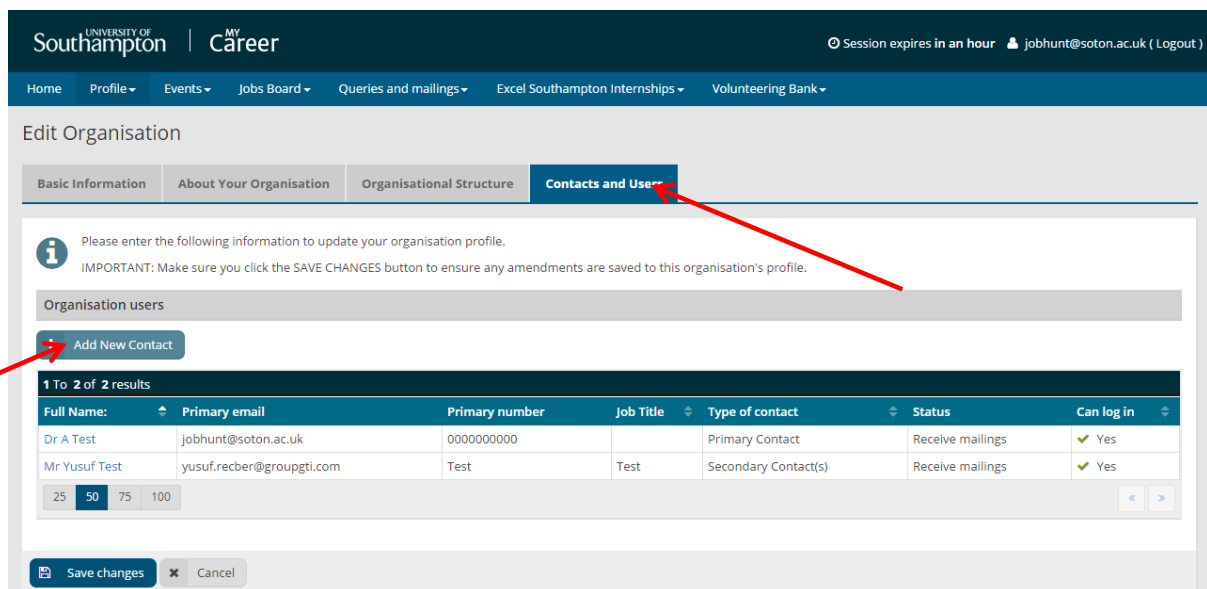 UNIVERSITY OF
Southampton
MY
Career
Session expires in an hour jobhunt@soton.ac.uk ( Logout )
Home Profile Events Jobs Board Queries and mailings Excel Southampton Internships Volunteering Bank
Edit Organisation
Basic Information About Your Organisation Organisational Structure Contacts and Users
Please enter the following information to update your organisation profile.
IMPORTANT: Make sure you click the SAVE CHANGES button to ensure any amendments are saved to this organisation's profile.
Organisation users
Add New Contact
1 To 2 of 2 results
Full Name: Primary email Primary number Job Title Type of contact Status Can log in
Dr A Test jobhunt@soton.ac.uk 0000000000 Primary Contact Receive mailings Yes
Mr Yusuf Test yusuf.recber@groupgti.com Test Test Secondary Contact(s) Receive mailings Yes
25 50 75 100 « »
Save changes Cancel